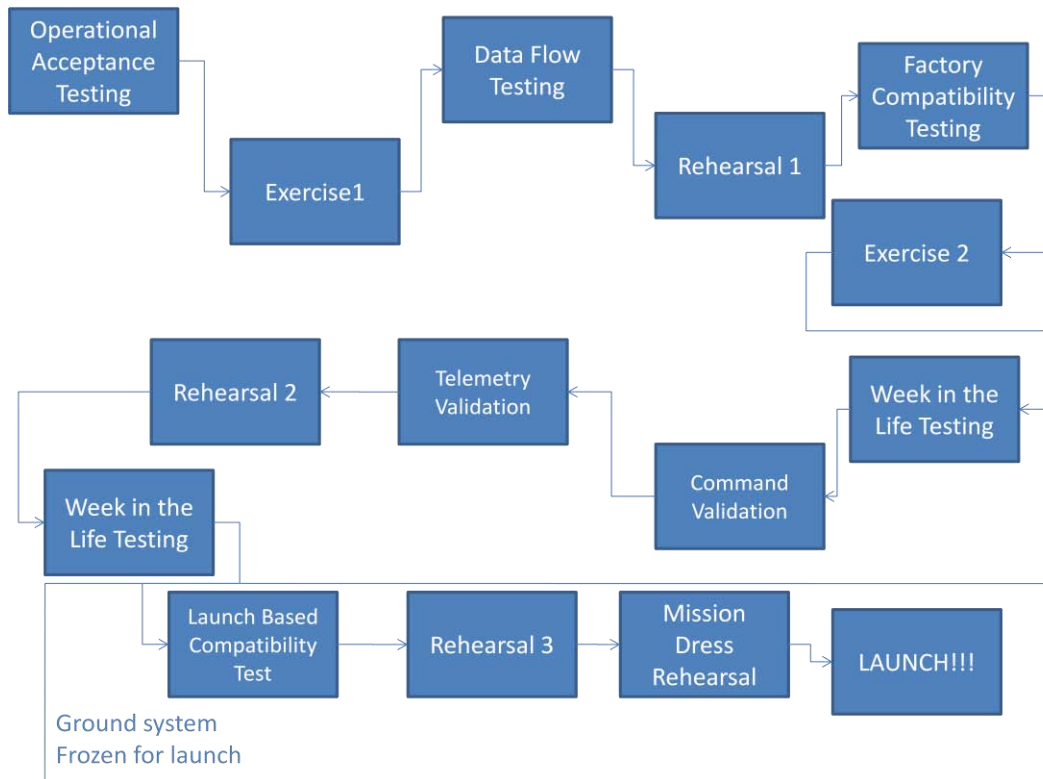 Operational
Acceptance
Testing
Exercise1
Data Flow
Testing
Rehearsal 1
Factory
Compatibility
Testing
Exercise 2
Week in the
Life Testing
Command
Validation
Telemetry
Validation
Rehearsal 2
Week in the
Life Testing
Launch Based
Compatibility
Test
Rehearsal 3
Mission
Dress
Rehearsal
LAUNCH!!!
Ground system
Frozen for launch